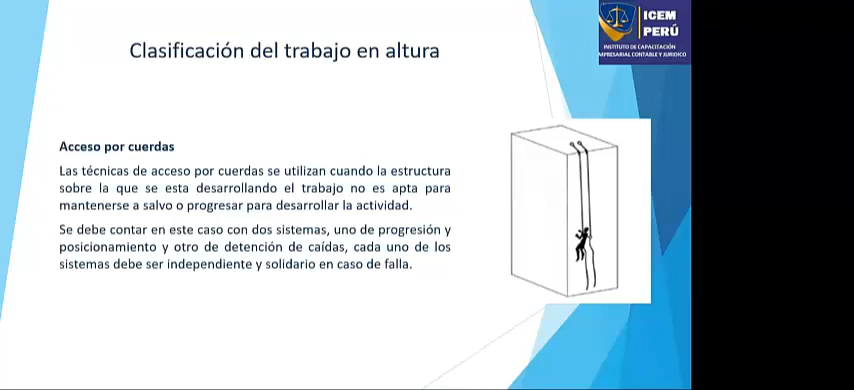 Clasificación del trabajo en altura
ICEM
PERÚ
INSTITUTO DE CAPACITACIÓN
EMPRESARIAL CONTABLE Y JURIDICO
Acceso por cuerdas
Las técnicas de acceso por cuerdas se utilizan cuando la estructura
sobre la que se esta desarrollando el trabajo no es apta para
mantenerse a salvo o progresar para desarrollar la actividad.
Se debe contar en este caso con dos sistemas, uno de progresión y
posicionamiento y otro de detención de caídas, cada uno de los
sistemas debe ser independiente y solidario en caso de falla.